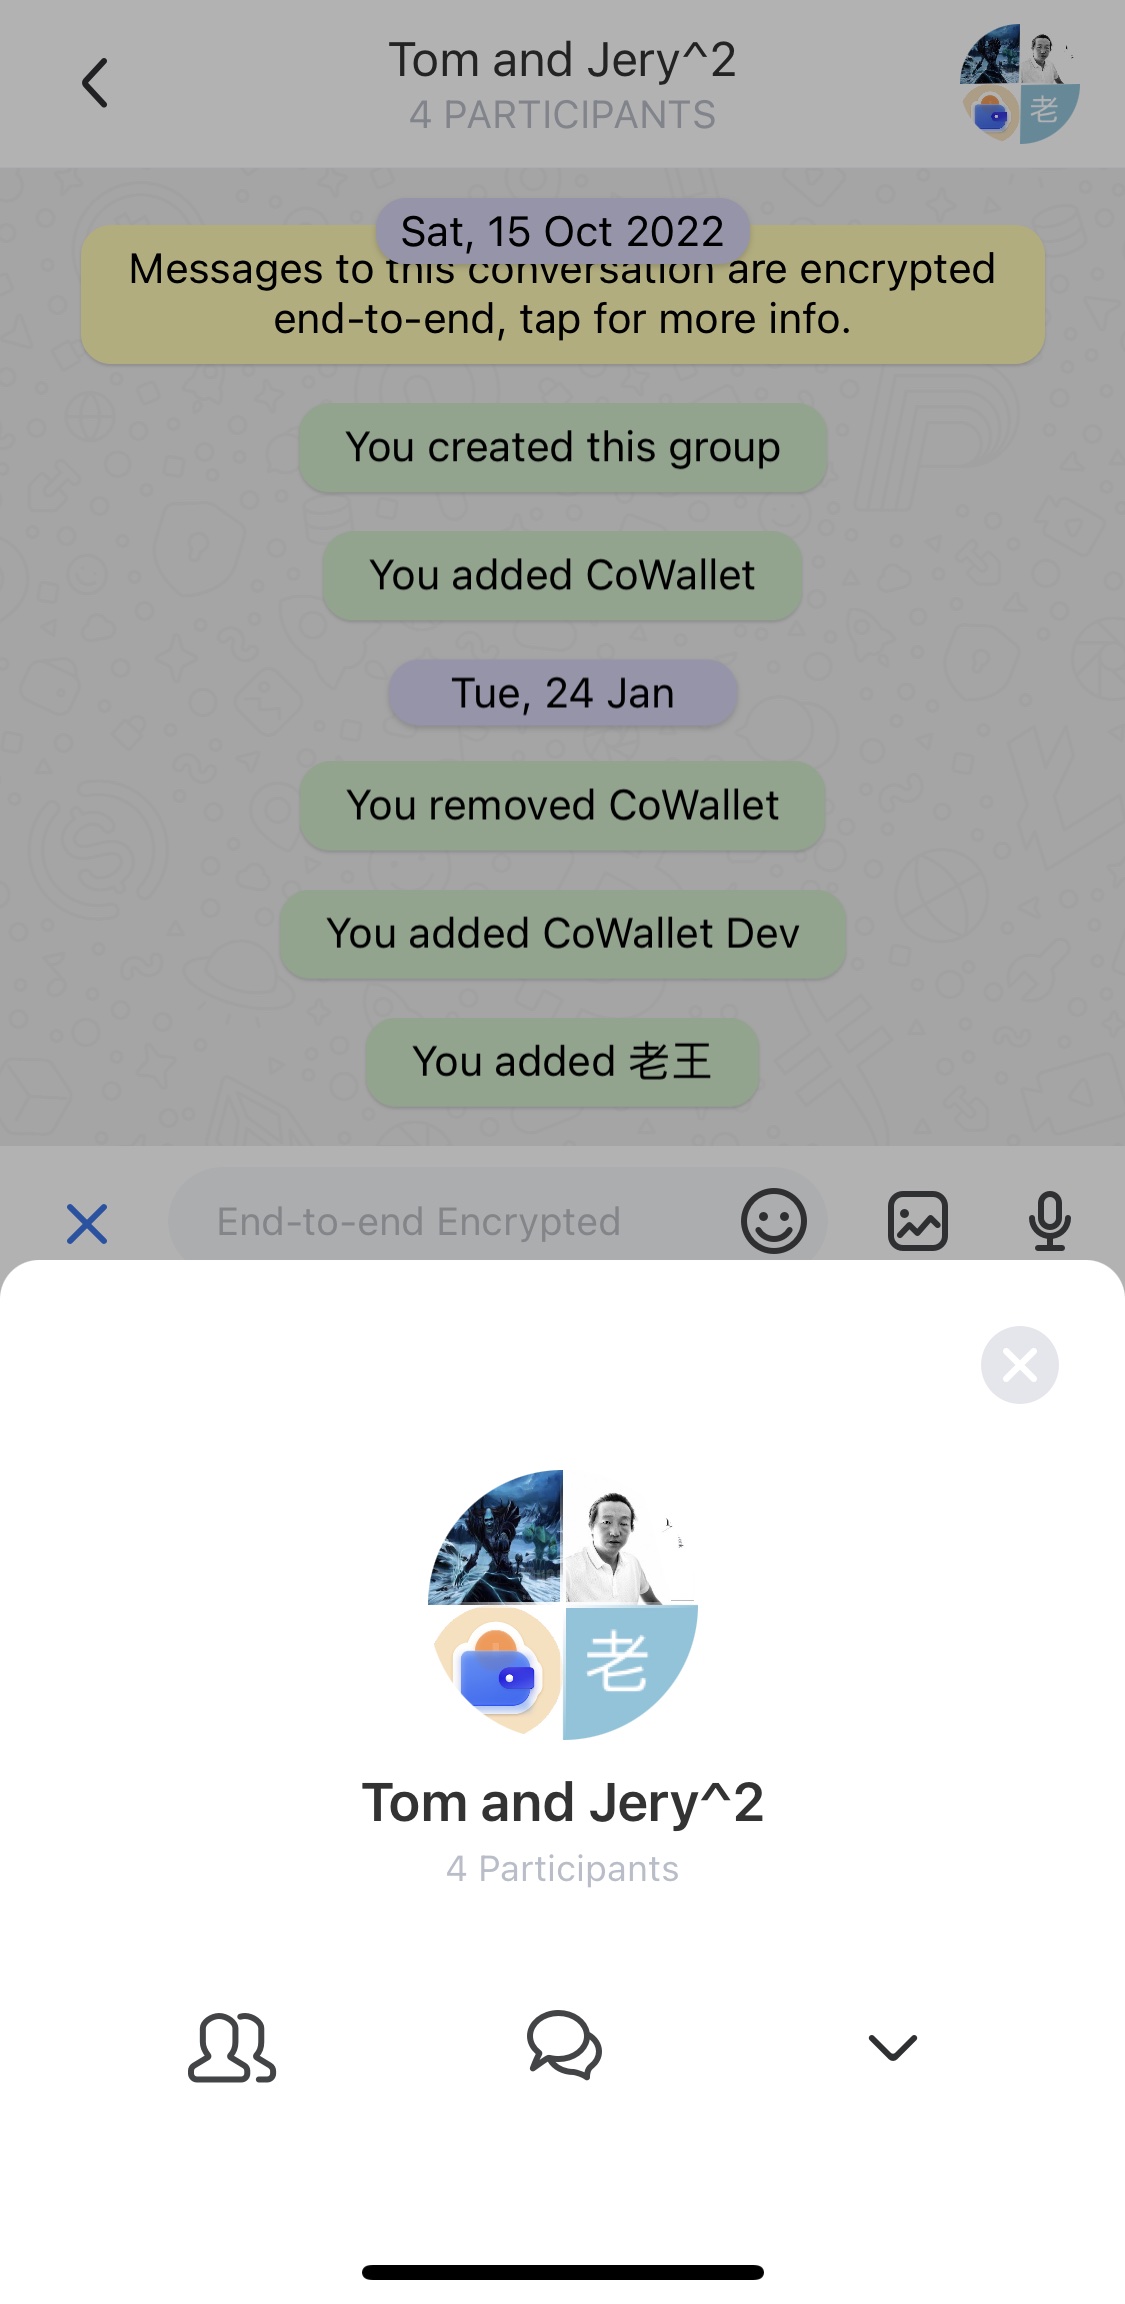 Tom and Jery^2
4 PARTICIPANTS
老
Sat, 15 Oct 2022
Messages to this conversation are encrypted
end-to-end, tap for more info.
You created this group
You added CoWallet
Tue, 24 Jan
You removed CoWallet
You added CoWallet Dev
You added 老王
End-to-end Encrypted
老
Tom and Jery^2
4 Participants